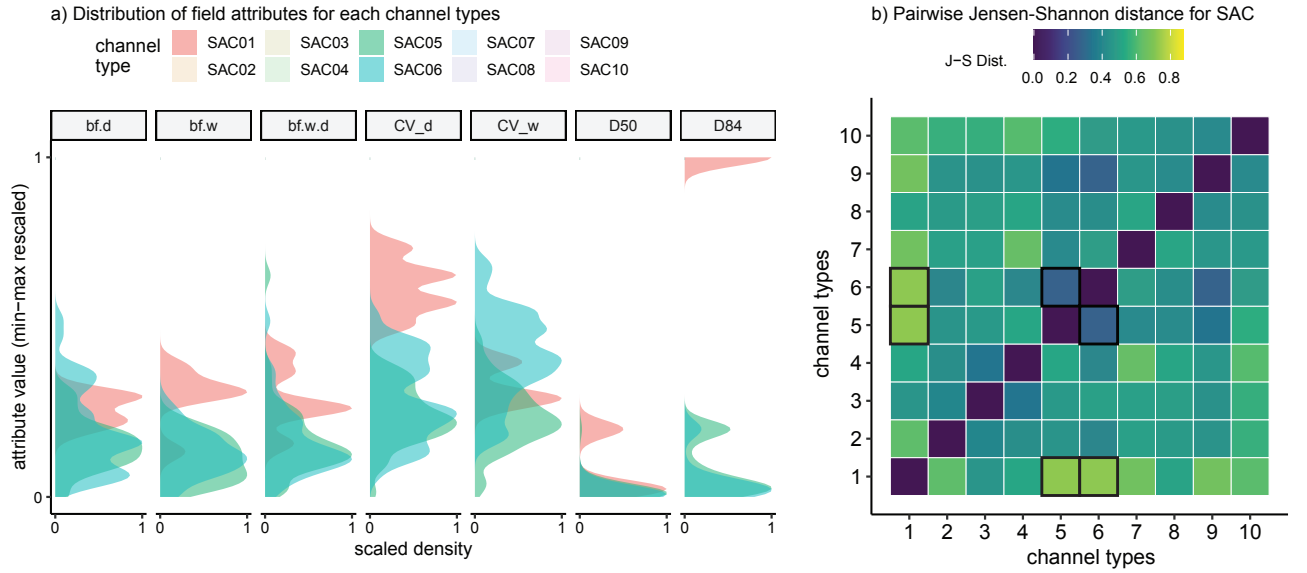 a) Distribution of field attributes for each channel types
channel type
SAC01 SAC03 SAC05 SAC07 SAC09
SAC02 SAC04 SAC06 SAC08 SAC10
bf.d bf.w bf.w.d CV_d CV_w D50 D84
attribute value (min−max rescaled)
1
0
0 1 0 1 0 1 0 1 0 1 0 1 0 1
scaled density
b) Pairwise Jensen-Shannon distance for SAC
J−S Dist.
0.0 0.2 0.4 0.6 0.8
channel types
10
9
8
7
6
5
4
3
2
1
1 2 3 4 5 6 7 8 9 10
channel types